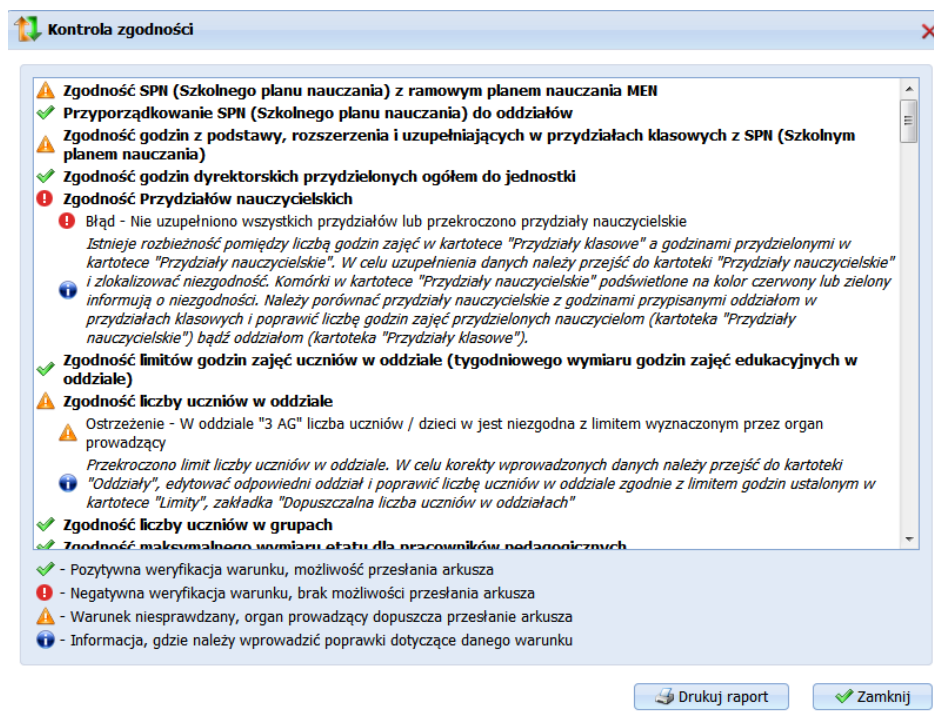 Kontrola zgodności
Zgodność SPN (Szkolnego planu nauczania) z ramowym planem nauczania MEN
Przyporządkowanie SPN (Szkolnego planu nauczania) do oddziałów
Zgodność godzin z podstawy, rozszerzenia i uzupełniających w przydziałach klasowych z SPN (Szkolnym
planem nauczania)
Zgodność godzin dyrektorskich przydzielonych ogółem do jednostki
Zgodność Przydziałów nauczycielskich
Błąd - Nie uzupełniono wszystkich przydziałów lub przekroczono przydziały nauczycielskie
Istnieje rozbieżność pomiędzy liczbą godzin zajęć w kartotece "Przydziały klasowe" a godzinami przydzielonymi w
kartotece "Przydziały nauczycielskie". W celu uzupełnienia danych należy przejść do kartoteki "Przydziały nauczycielskie"
i zlokalizować niezgodność. Komórki w kartotece "Przydziały nauczycielskie" podświetlone na kolor czerwony lub zielony
informują o niezgodności. Należy porównać przydziały nauczycielskie z godzinami przypisanymi oddziałom w
przydziałach klasowych i poprawić liczbę godzin zajęć przydzielonych nauczycielom (kartoteka "Przydziały
nauczycielskie") bądź oddziałom (kartoteka "Przydziały klasowe").
Zgodność limitów godzin zajęć uczniów w oddziale (tygodniowego wymiaru godzin zajęć edukacyjnych w
oddziale)
Zgodność liczby uczniów w oddziale
Ostrzeżenie - W oddziale "3 AG" liczba uczniów / dzieci w jest niezgodna z limitem wyznaczonym przez organ
prowadzący
Przekroczono limit liczby uczniów w oddziale. W celu korekty wprowadzonych danych należy przejść do kartoteki
"Oddziały", edytować odpowiedni oddział i poprawić liczbę uczniów w oddziale zgodnie z limitem godzin ustalonym w
kartotece "Limity", zakładka "Dopuszczalna liczba uczniów w oddziałach"
Zgodność liczby uczniów w grupach
Zgodność maksymalnego wymiaru etatu dla pracowników pedagogicznych
- Pozytywna weryfikacja warunku, możliwość przesłania arkusza
- Negatywna weryfikacja warunku, brak możliwości przesłania arkusza
- Warunek niesprawdzany, organ prowadzący dopuszcza przesłanie arkusza
- Informacja, gdzie należy wprowadzić poprawki dotyczące danego warunku
Drukuj raport
Zamknij